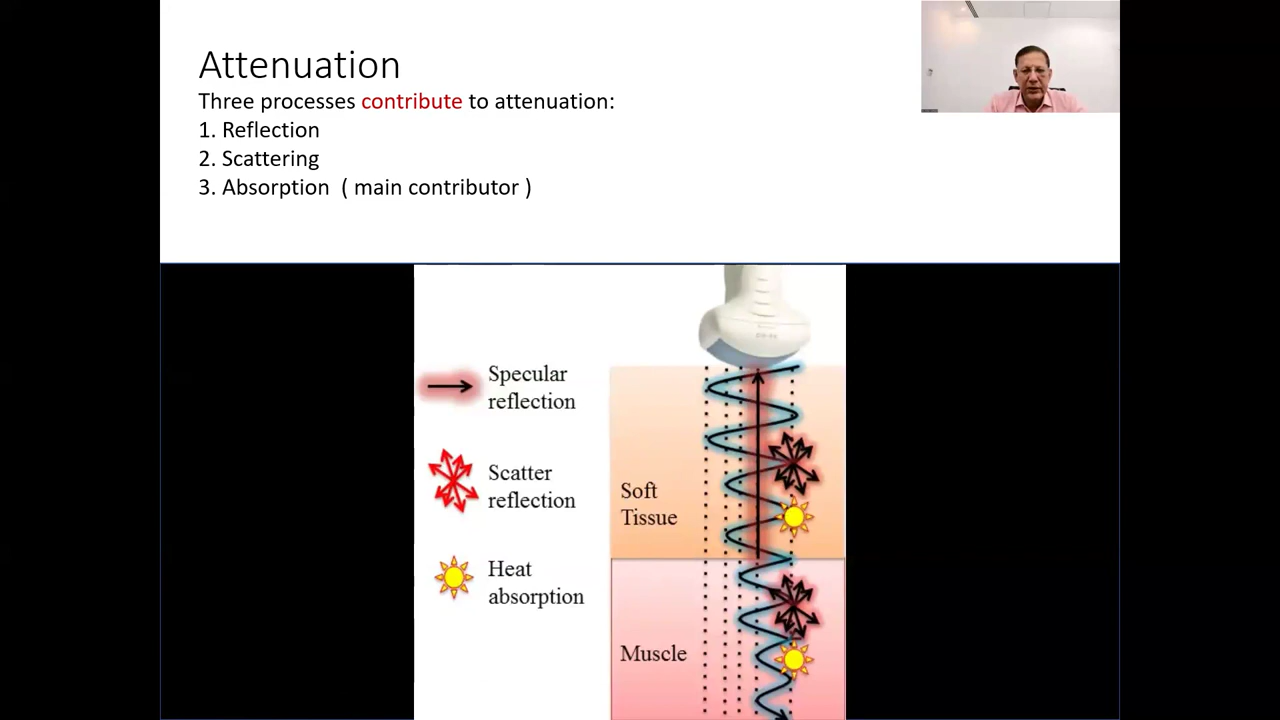 Attenuation
Three processes contribute to attenuation:
1. Reflection
2. Scattering
3. Absorption ( main contributor )
Specular
reflection
Scatter
reflection
Heat
absorption
Soft
Tissue
Muscle